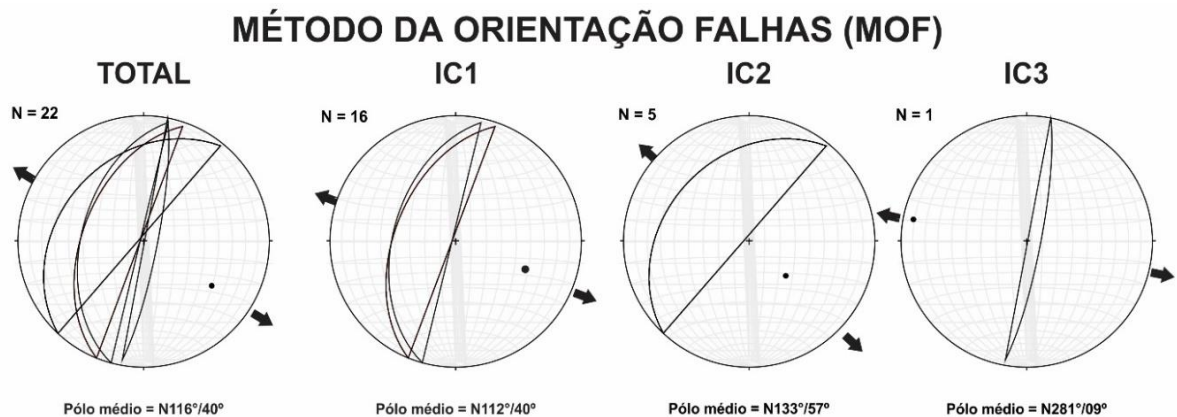 MÉTODO DA ORIENTAÇÃO FALHAS (MOF)
TOTAL
IC1
IC2
IC3
N = 22
N = 16
N = 5
N = 1
Pólo médio = N116°/40º
Pólo médio = N112°/40º
Pólo médio = N133°/57º
Pólo médio = N281°/09º